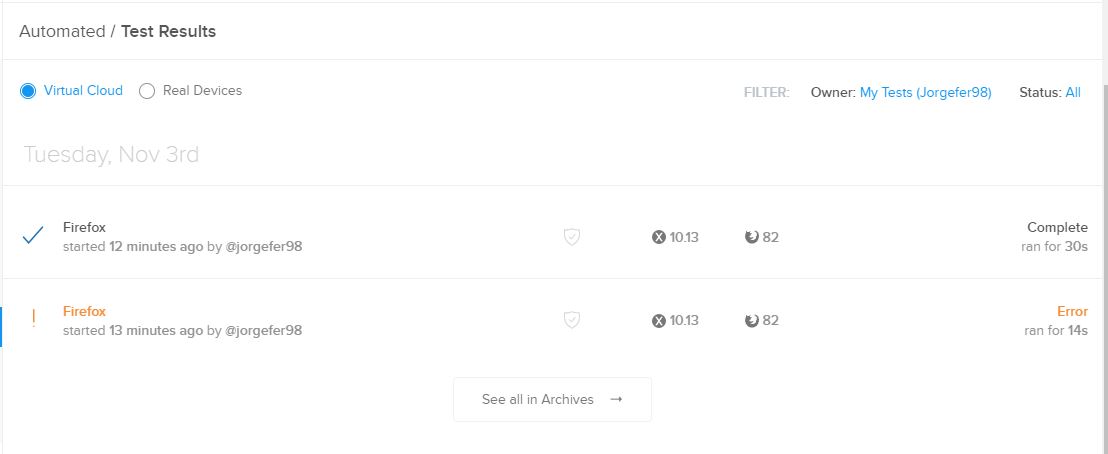 Automated / Test Results
Virtual Cloud Real Devices FILTER: Owner: My Tests (Jorgefer98) Status: All
Tuesday, Nov 3rd
Firefox Complete
started 12 minutes ago by @jorgefer98 10.13 82 ran for 30s
! Firefox Error
started 13 minutes ago by @jorgefer98 10.13 82 ran for 14s
See all in Archives →